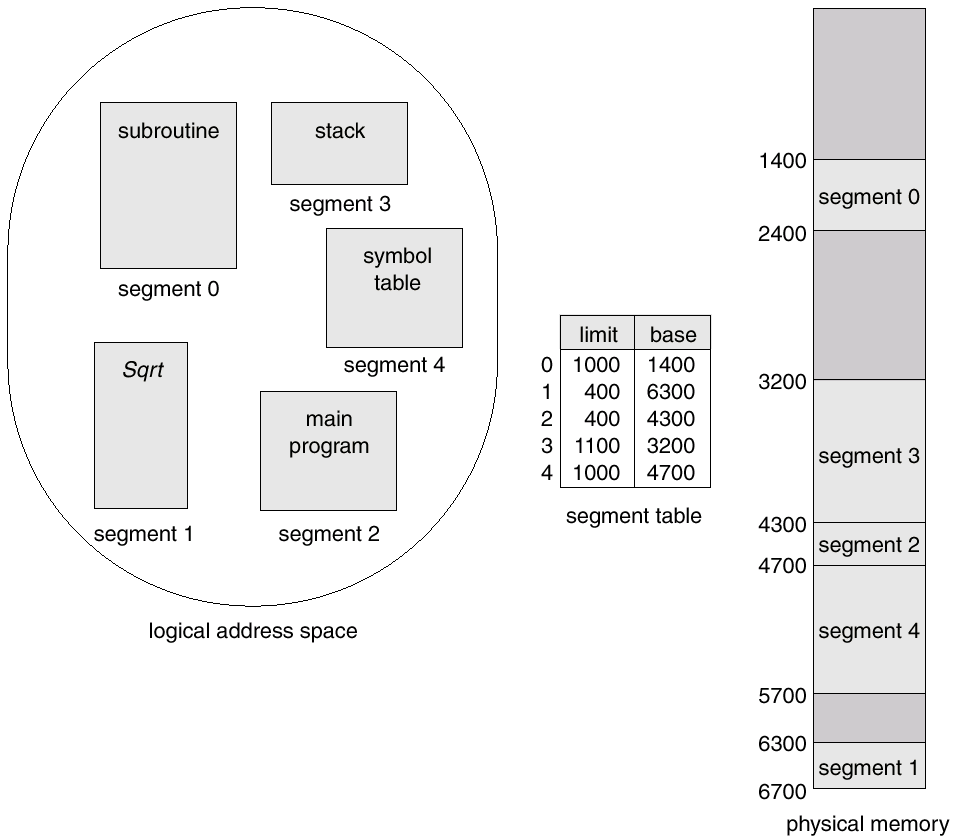 subroutine
segment 0
stack
segment 3
symbol
table
segment 4
Sqrt
segment 1
main
program
segment 2
logical address space
limit base
0 1000 1400
1 400 6300
2 400 4300
3 1100 3200
4 1000 4700
segment table
1400
segment 0
2400
3200
segment 3
4300
segment 2
4700
segment 4
5700
6300
segment 1
6700
physical memory